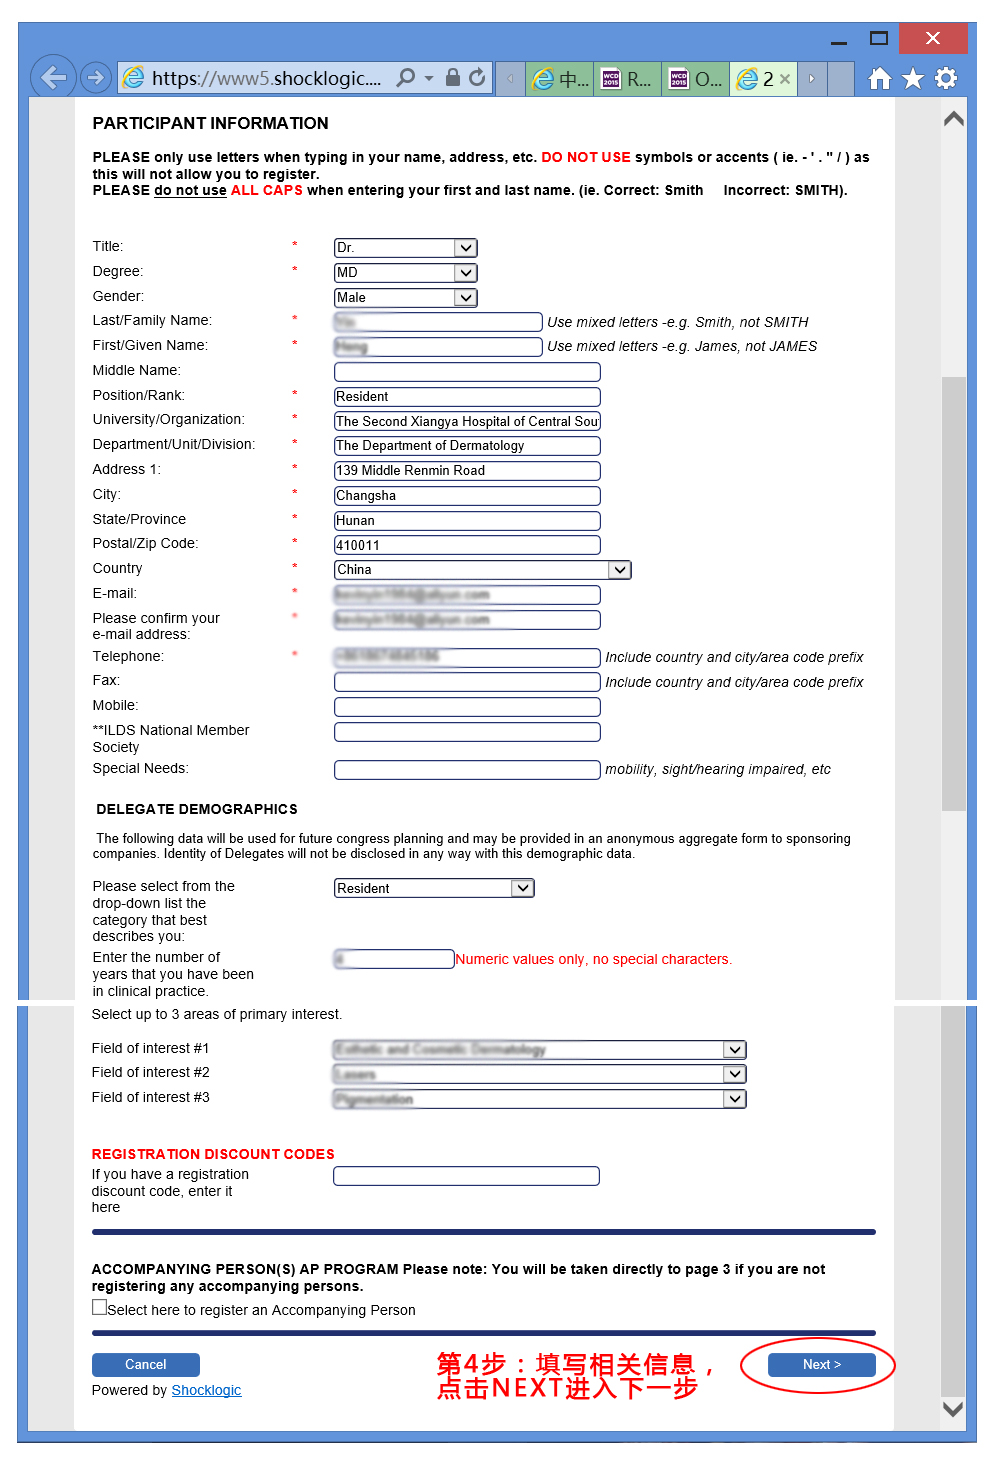 https://www5.shocklogic....
中...
R...
O...
2
PARTICIPANT INFORMATION
PLEASE only use letters when typing in your name, address, etc. DO NOT USE symbols or accents ( ie. - ' . " / ) as
this will not allow you to register.
PLEASE do not use ALL CAPS when entering your first and last name. (ie. Correct: Smith Incorrect: SMITH).
Title: * Dr.
Degree: * MD
Gender: Male
Last/Family Name: * Use mixed letters -e.g. Smith, not SMITH
First/Given Name: * Use mixed letters -e.g. James, not JAMES
Middle Name:
Position/Rank: * Resident
University/Organization: * The Second Xiangya Hospital of Central Sou
Department/Unit/Division: * The Department of Dermatology
Address 1: * 139 Middle Renmin Road
City: * Changsha
State/Province * Hunan
Postal/Zip Code: * 410011
Country * China
E-mail: *
Please confirm your *
e-mail address:
Telephone: * Include country and city/area code prefix
Fax: Include country and city/area code prefix
Mobile:
**ILDS National Member
Society
Special Needs: mobility, sight/hearing impaired, etc
DELEGATE DEMOGRAPHICS
The following data will be used for future congress planning and may be provided in an anonymous aggregate form to sponsoring
companies. Identity of Delegates will not be disclosed in any way with this demographic data.
Please select from the Resident
drop-down list the
category that best
describes you:
Enter the number of Numeric values only, no special characters.
years that you have been
in clinical practice.
Select up to 3 areas of primary interest.
Field of interest #1 Esthetic and Cosmetic Dermatology
Field of interest #2 Lasers
Field of interest #3 Pigmentation
REGISTRATION DISCOUNT CODES
If you have a registration
discount code, enter it
here
ACCOMPANYING PERSON(S) AP PROGRAM Please note: You will be taken directly to page 3 if you are not
registering any accompanying persons.
Select here to register an Accompanying Person
Cancel
Next >
Powered by Shocklogic
第4步：填写相关信息，
点击NEXT进入下一步